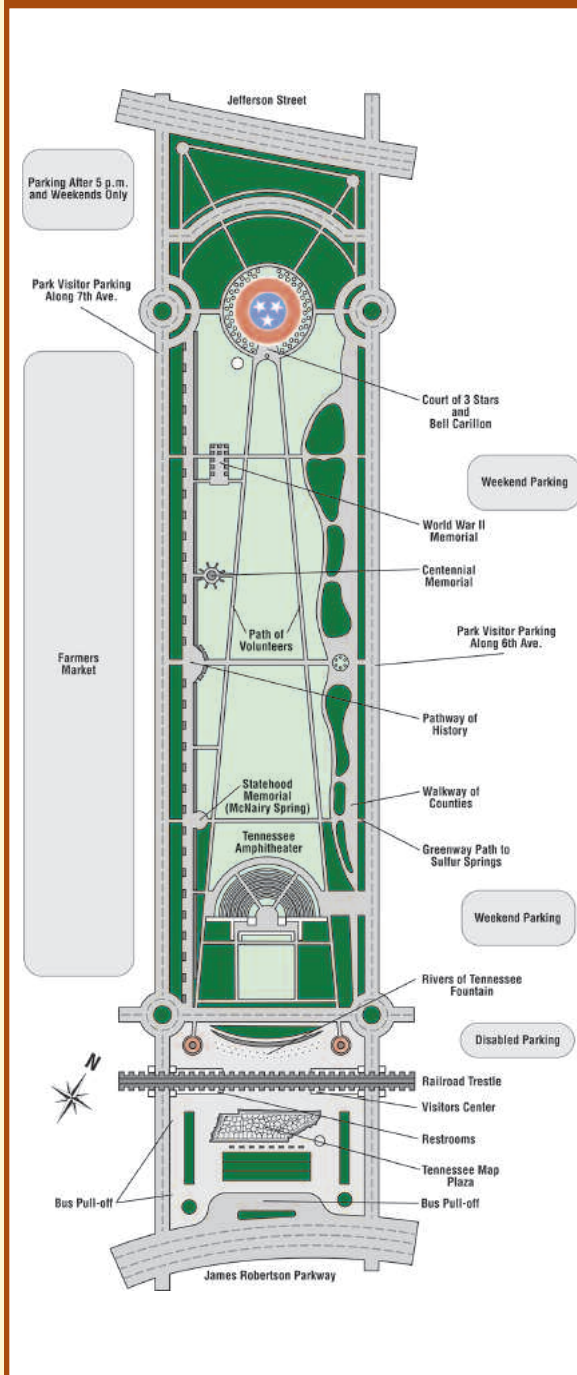 Jefferson Street
Parking After 5 p.m.
and Weekends Only
Park Visitor Parking
Along 7th Ave.
Court of 3 Stars
and
Bell Carillon
Weekend Parking
World War II
Memorial
Centennial
Memorial
Path of
Volunteers
Park Visitor Parking
Along 6th Ave.
Farmers
Market
Pathway of
History
Statehood
Memorial
(McNairy Spring)
Walkway of
Counties
Tennessee
Amphitheater
Greenway Path to
Sulfur Springs
Weekend Parking
Rivers of Tennessee
Fountain
Disabled Parking
N
Railroad Trestle
Visitors Center
Restrooms
Tennessee Map
Plaza
Bus Pull-off
Bus Pull-off
James Robertson Parkway